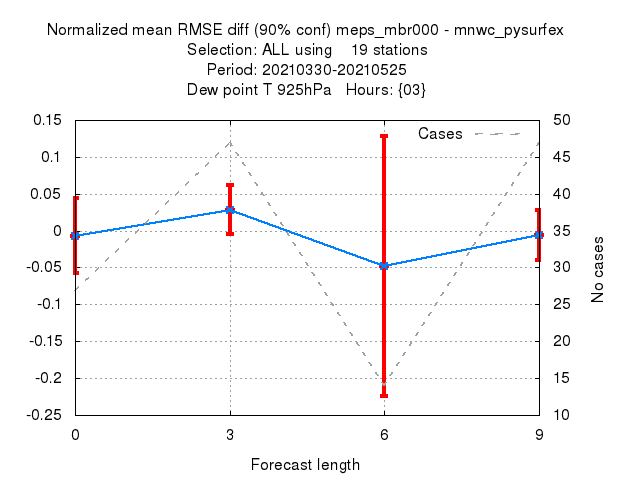 Normalized mean RMSE diff (90% conf) meps_mbr000 - mnwc_pysurfex
Selection: ALL using 19 stations
Period: 20210330-20210525
Dew point T 925hPa Hours: {03}
Cases
0.15
0.1
0.05
0
-0.05
-0.1
-0.15
-0.2
-0.25
50
45
40
35
30
25
20
15
10
No cases
0 3 6 9
Forecast length